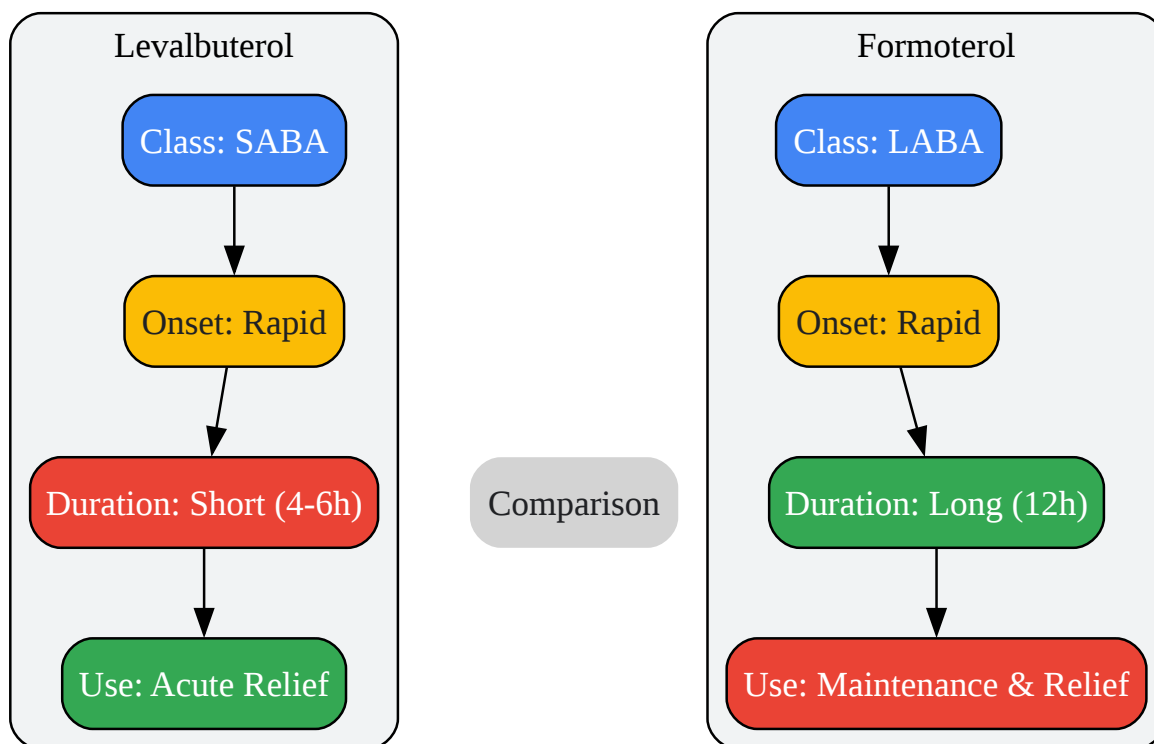 Levalbuterol
Class: SABA
Onset: Rapid
Duration: Short (4-6h)
Use: Acute Relief
Comparison
Formoterol
Class: LABA
Onset: Rapid
Duration: Long (12h)
Use: Maintenance & Relief